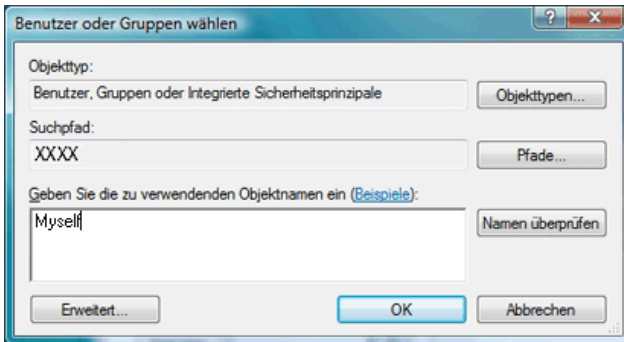 Benutzer oder Gruppen wählen
Objekttyp:
Benutzer, Gruppen oder Integrierte Sicherheitsprinzipale
Objekttypen...
Suchpfad:
XXXX
Pfade...
Geben Sie die zu verwendenden Objektnamen ein (Beispiele):
Myself
Namen überprüfen
Erweitert...
OK
Abbrechen